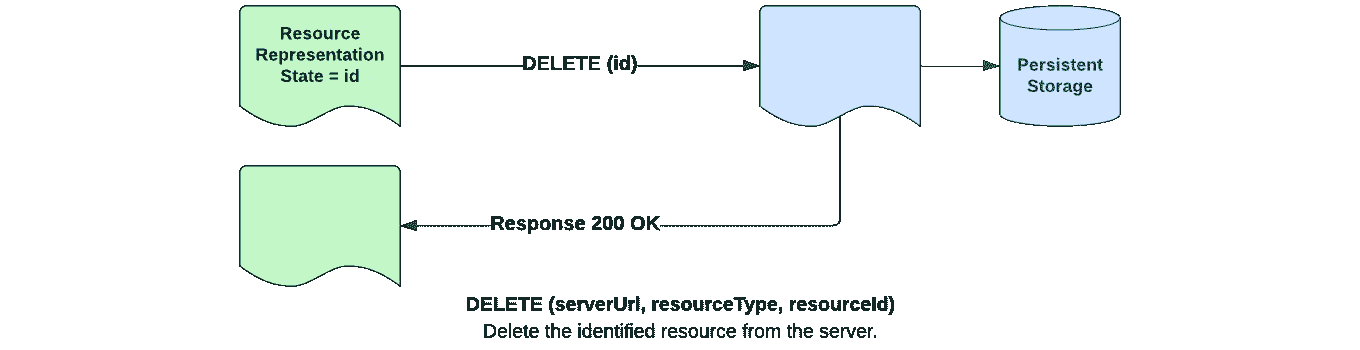 Resource
Representation
State = id
DELETE (id)
Persistent
Storage
Response 200 OK
DELETE (serverUrl, resourceType, resourceId)
Delete the identified resource from the server.